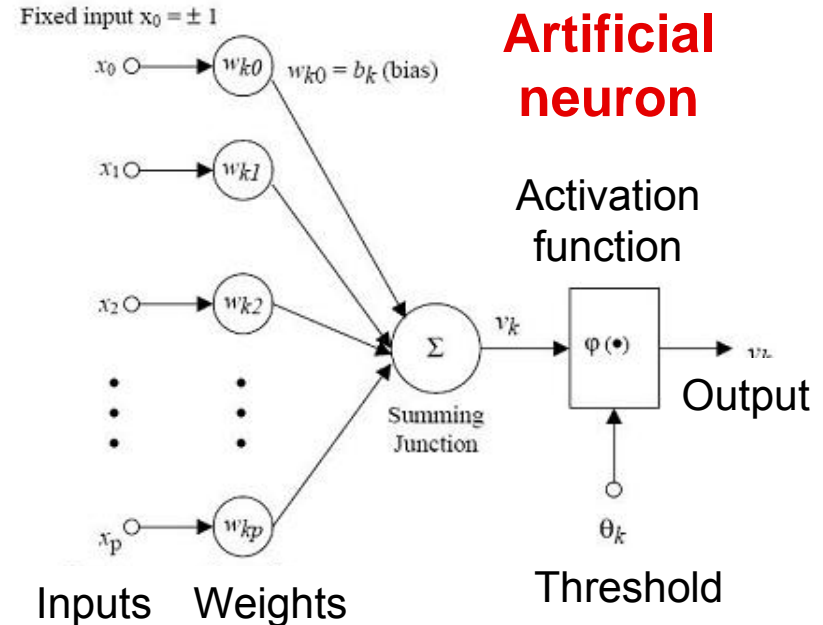 Fixed input x₀ = ± 1
Artificial
neuron
x₀
wk0
wk0 = bk (bias)
x₁
wk1
Activation
function
x₂
wk2
Σ
vk
φ (•)
Output
Summing
Junction
θk
xp
wkp
Threshold
Inputs Weights